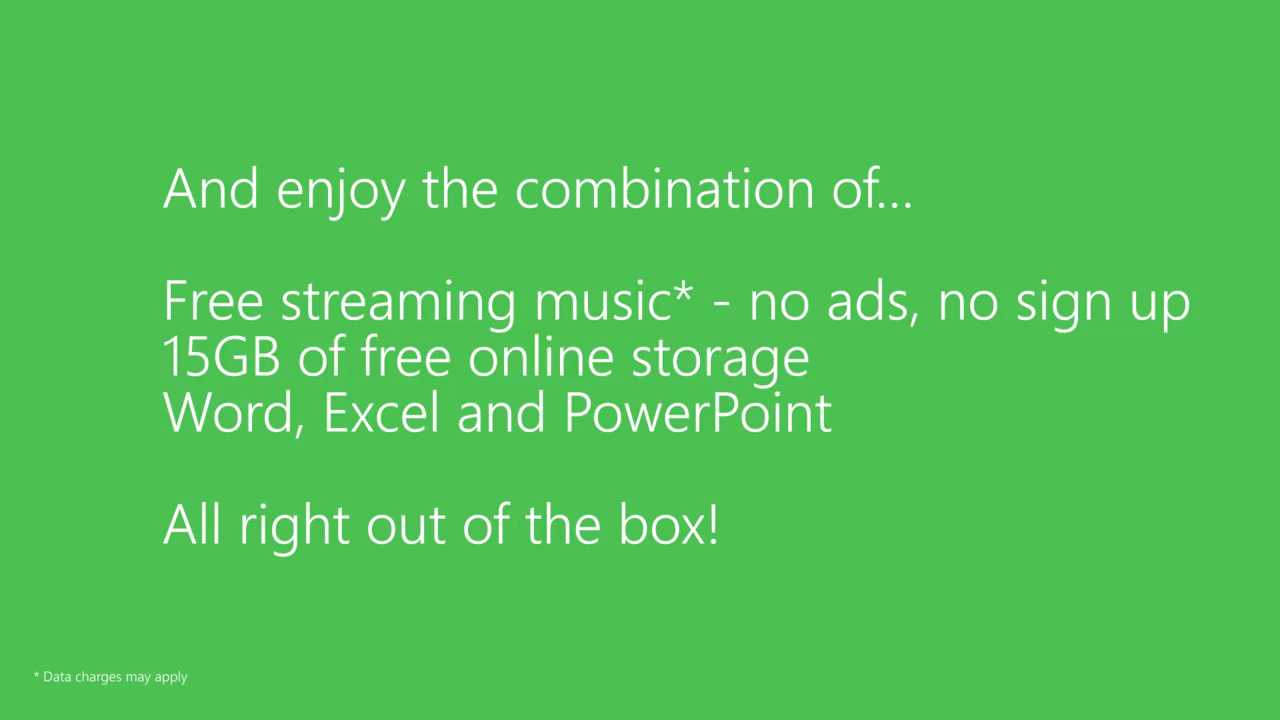 And enjoy the combination of...
Free streaming music* - no ads, no sign up
15GB of free online storage
Word, Excel and PowerPoint
All right out of the box!
* Data charges may apply